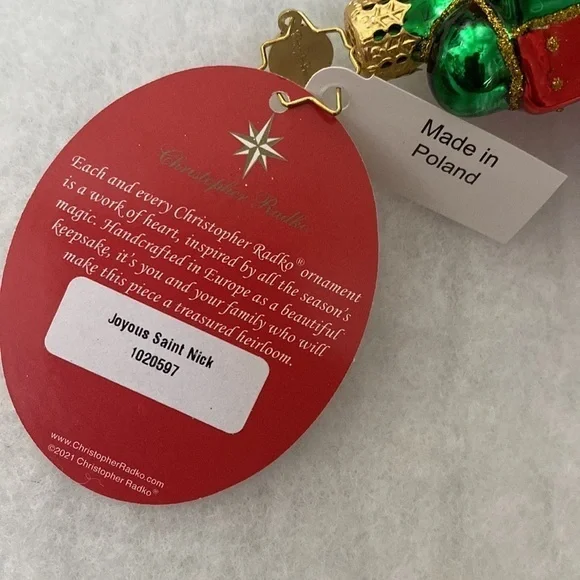 Christopher Radko
Each and every Christopher Radko® ornament
is a work of heart, inspired by all the season's
magic. Handcrafted in Europe as a beautiful
keepsake, it's you and your family who will
make this piece a treasured heirloom.
Joyous Saint Nick
1020597
www.ChristopherRadko.com
©2021 Christopher Radko®
Made in
Poland